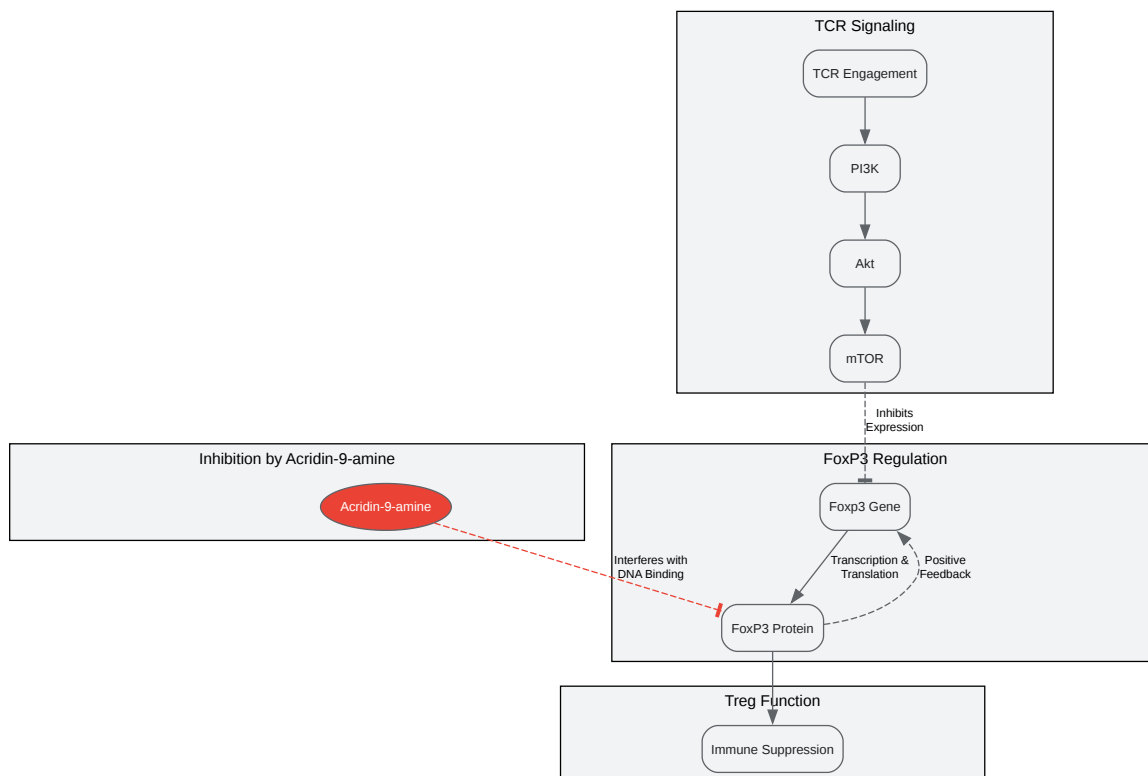 TCR Signaling
TCR Engagement
PI3K
Akt
mTOR
Inhibits
Expression
Inhibition by Acridin-9-amine
Acridin-9-amine
FoxP3 Regulation
Foxp3 Gene
Interferes with
DNA Binding
Transcription &
Translation
Positive
Feedback
FoxP3 Protein
Treg Function
Immune Suppression